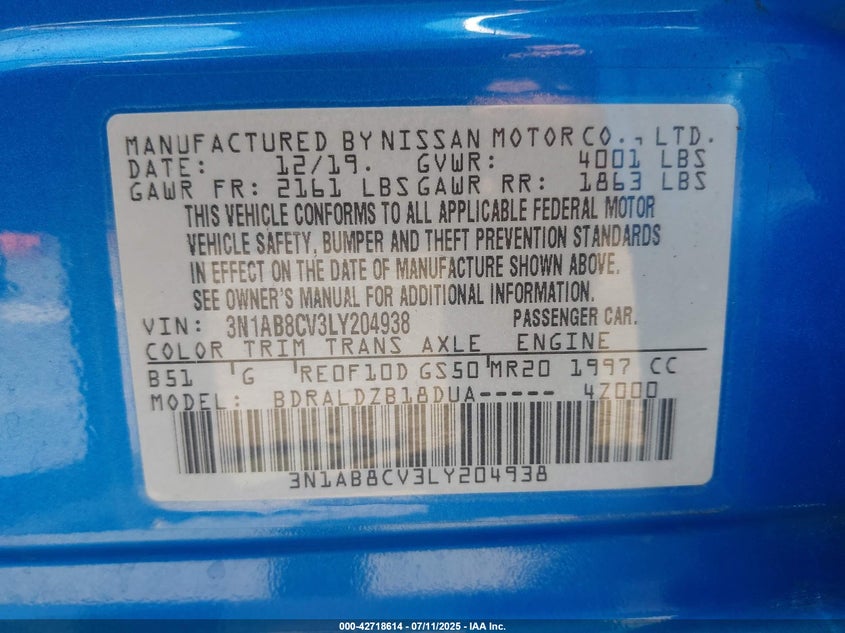 MANUFACTURED BY NISSAN MOTOR CO., LTD.
DATE: 12/19. GVWR: 4001 LBS
GAWR FR: 2161 LBS GAWR RR: 1863 LBS
THIS VEHICLE CONFORMS TO ALL APPLICABLE FEDERAL MOTOR
VEHICLE SAFETY, BUMPER AND THEFT PREVENTION STANDARDS
IN EFFECT ON THE DATE OF MANUFACTURE SHOWN ABOVE.
SEE OWNER'S MANUAL FOR ADDITIONAL INFORMATION.
VIN: 3N1AB8CV3LY204938 PASSENGER CAR.
COLOR TRIM TRANS AXLE ENGINE
B51 G RE0F10D GS50 MR20 1997 CC
MODEL: BDRALDZB18DUA----- 4Z000
3N1AB8CV3LY204938
000-42718614 - 07/11/2025 - IAA Inc.